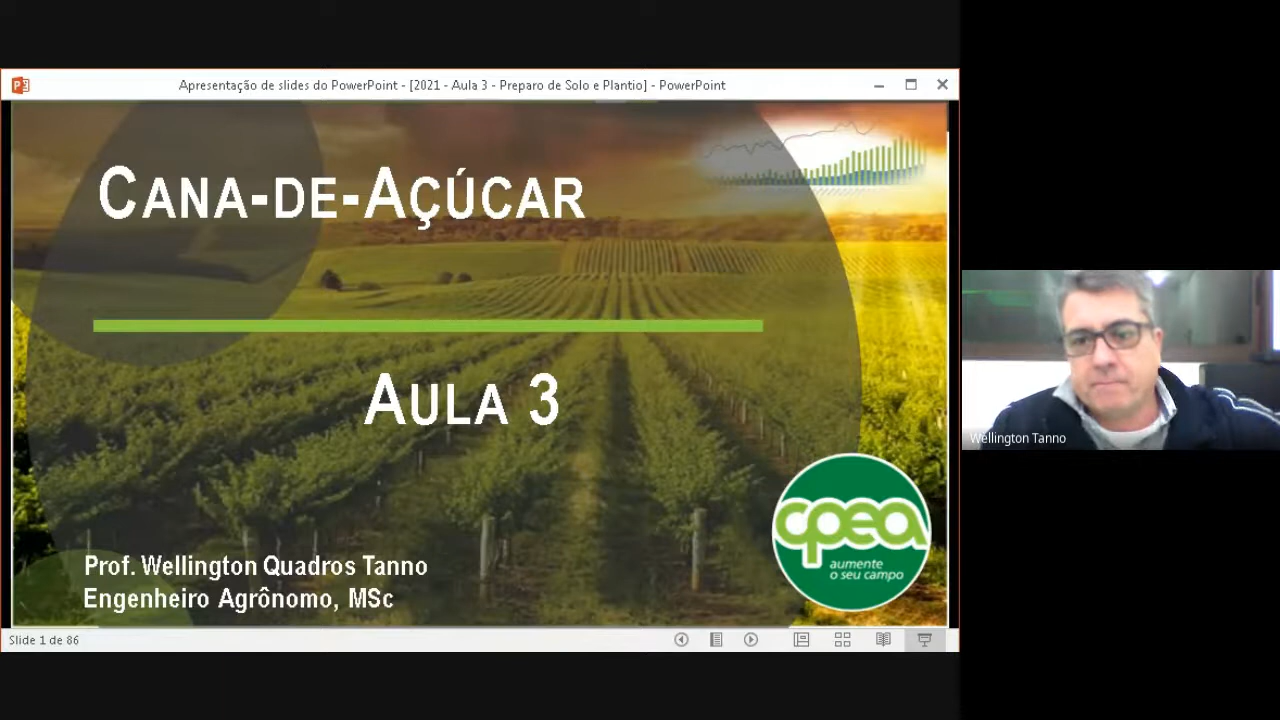 Apresentação de slides do PowerPoint - [2021 - Aula 3 - Preparo de Solo e Plantio] - PowerPoint
CANA-DE-AÇÚCAR
AULA 3
cpea
aumente
o seu campo
Prof. Wellington Quadros Tanno
Engenheiro Agrônomo, MSc
Slide 1 de 86
Wellington Tanno